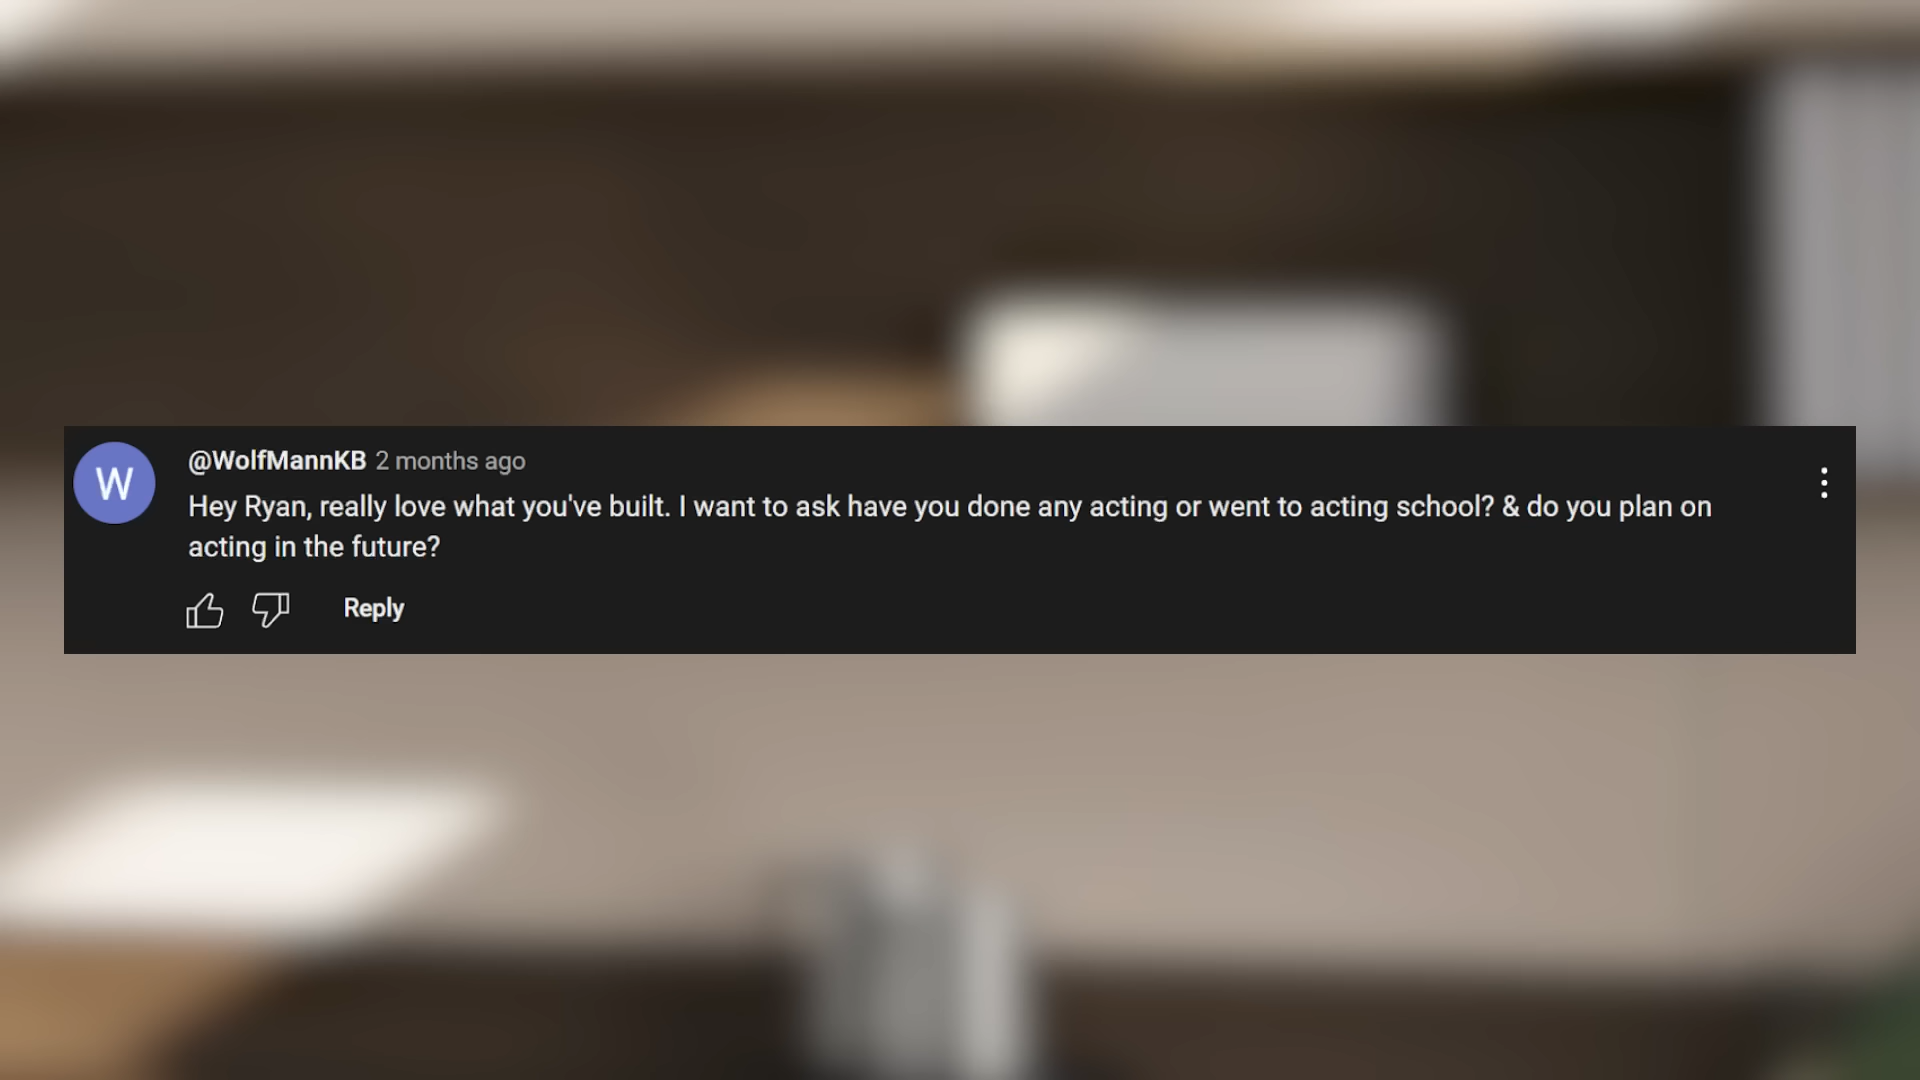 W
@WolfMannKB 2 months ago
Hey Ryan, really love what you've built. I want to ask have you done any acting or went to acting school? & do you plan on
acting in the future?
Reply